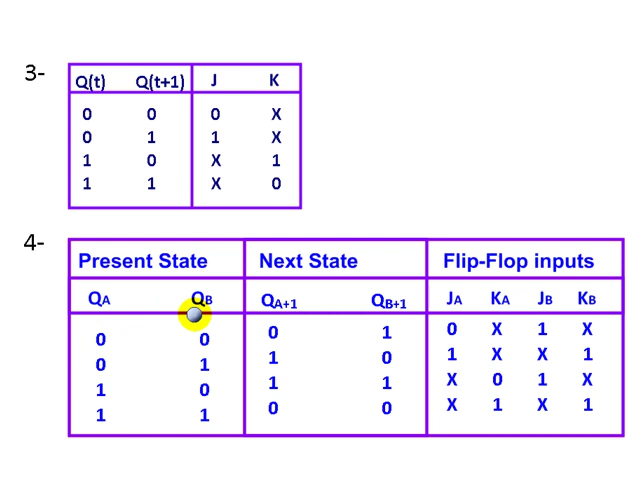 3-
Q(t) Q(t+1) J K
0 0 0 X
0 1 1 X
1 0 X 1
1 1 X 0
4-
Present State Next State Flip-Flop inputs
QA QB QA+1 QB+1 JA KA JB KB
0 0 0 1 0 X 1 X
0 1 1 0 1 X X 1
1 0 1 1 X 0 1 X
1 1 0 0 X 1 X 1